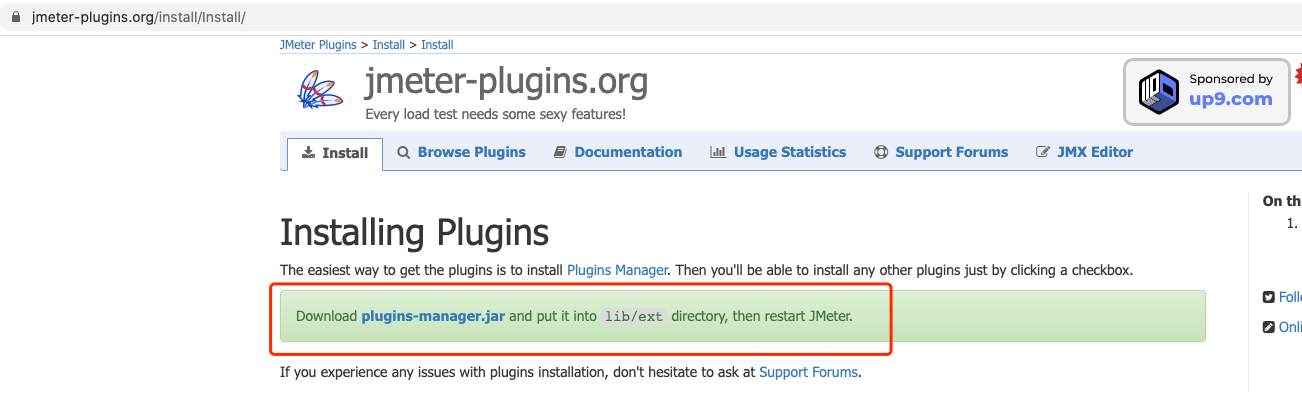 jmeter-plugins.org/install/Install/
JMeter Plugins > Install > Install
jmeter-plugins.org
Every load test needs some sexy features!
Sponsored by
up9.com
Install
Browse Plugins
Documentation
Usage Statistics
Support Forums
JMX Editor
Installing Plugins
On th
1.
The easiest way to get the plugins is to install Plugins Manager. Then you'll be able to install any other plugins just by clicking a checkbox.
Download plugins-manager.jar and put it into lib/ext directory, then restart JMeter.
Foll
Onli
If you experience any issues with plugins installation, don't hesitate to ask at Support Forums.